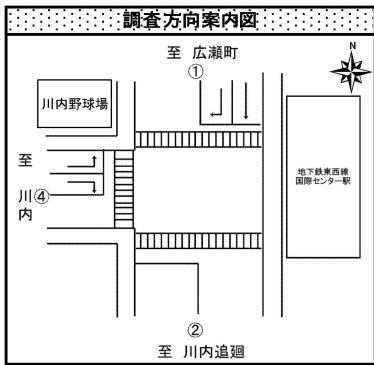 調査方向案内図
至 広瀬町
①
N
川内野球場
地下鉄東西線
国際センター駅
至
川④
内
②
至 川内追廻